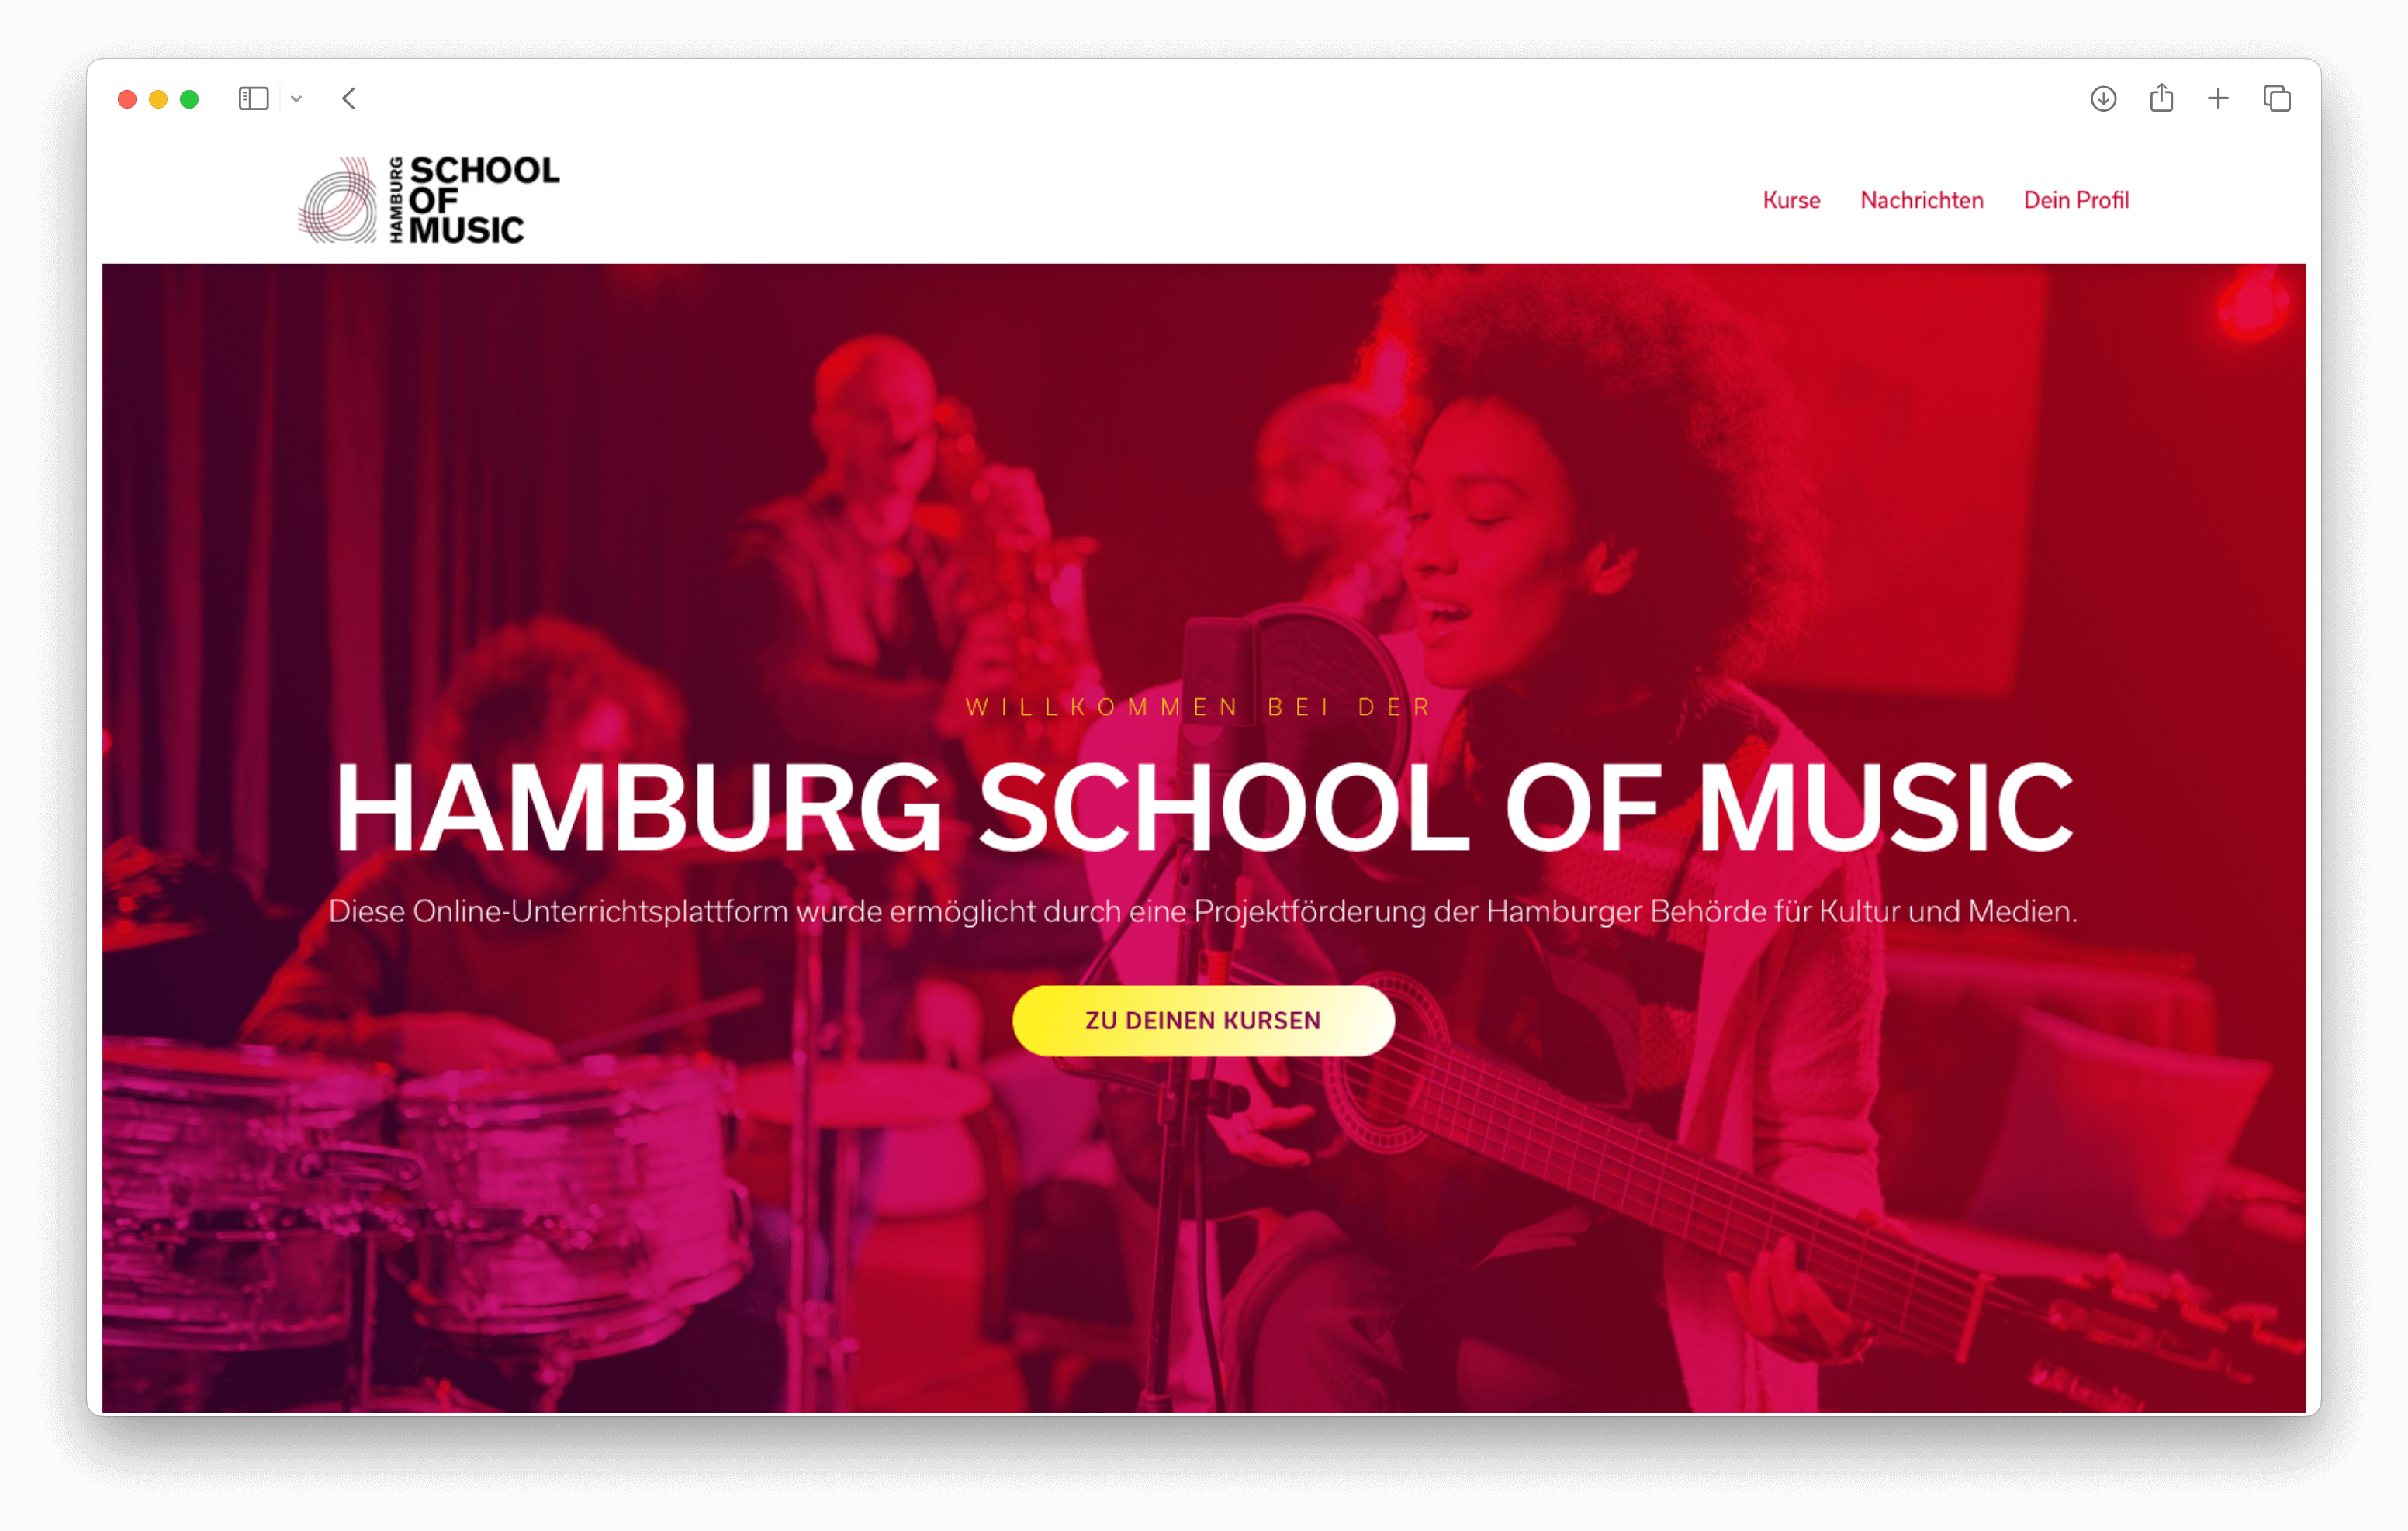 HAMBURG
SCHOOL
OF
MUSIC
Kurse Nachrichten Dein Profil
WILLKOMMEN BEI DER
HAMBURG SCHOOL OF MUSIC
Diese Online-Unterrichtsplattform wurde ermöglicht durch eine Projektförderung der Hamburger Behörde für Kultur und Medien.
ZU DEINEN KURSEN